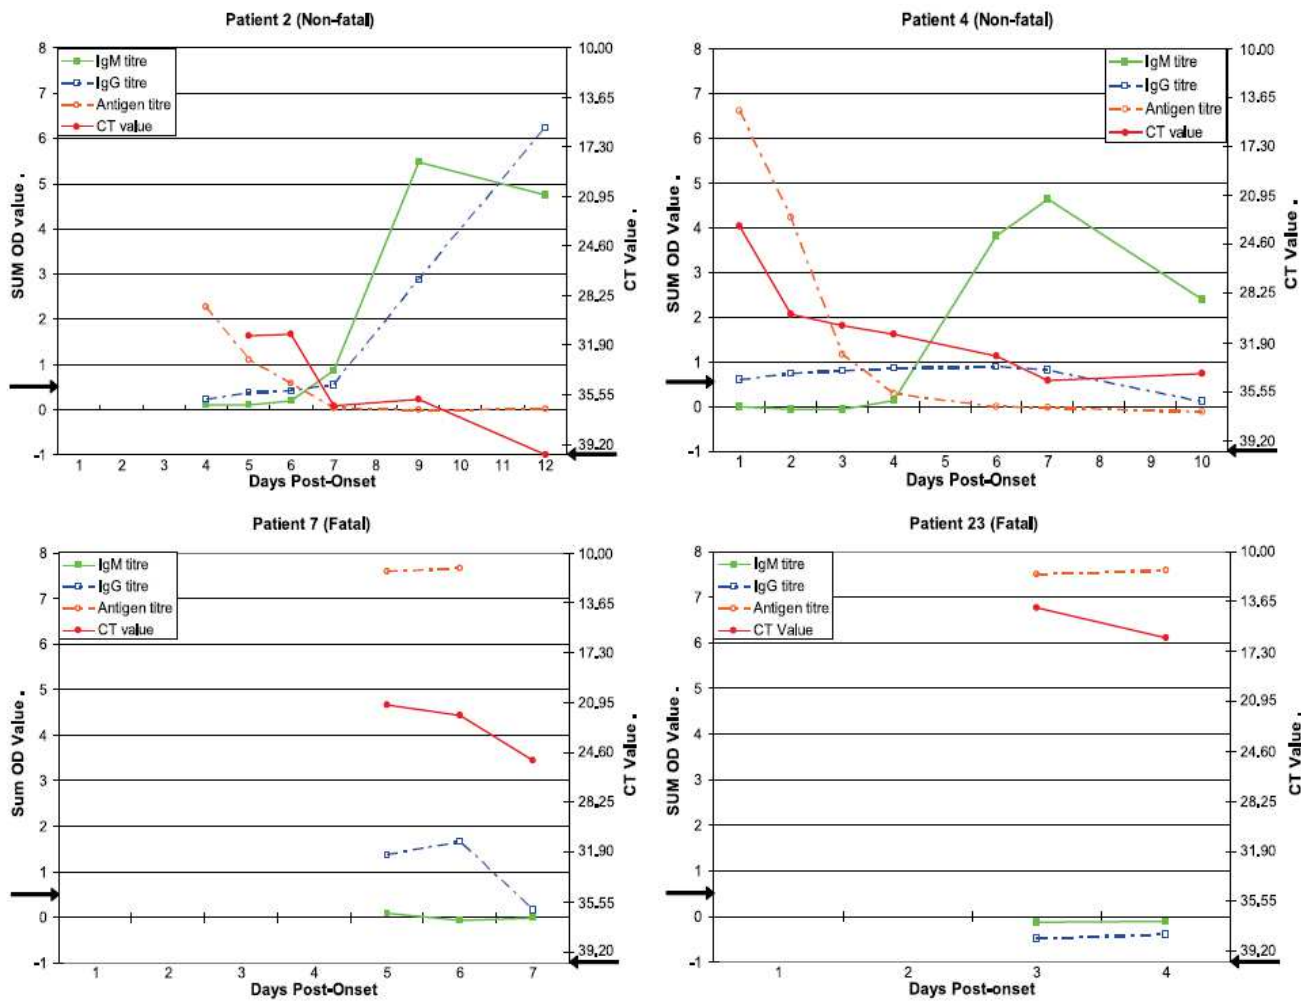 Patient 2 (Non-fatal)
IgM titre
IgG titre
Antigen titre
CT value
8
7
6
5
4
3
2
1
0
-1
SUM OD value .
10.00
13.65
17.30
20.95
24.60
28.25
31.90
35.55
39.20
CT Value .
1 2 3 4 5 6 7 8 9 10 11 12
Days Post-Onset
Patient 4 (Non-fatal)
IgM titre
IgG titre
Antigen titre
CT value
8
7
6
5
4
3
2
1
0
-1
SUM OD Value .
10.00
13.65
17.30
20.95
24.60
28.25
31.90
35.55
39.20
CT Value .
1 2 3 4 5 6 7 8 9 10
Days Post-Onset
Patient 7 (Fatal)
IgM titre
IgG titre
Antigen titre
CT value
8
7
6
5
4
3
2
1
0
-1
Sum OD Value .
10.00
13.65
17.30
20.95
24.60
28.25
31.90
35.55
39.20
CT Value .
1 2 3 4 5 6 7
Days Post-Onset
Patient 23 (Fatal)
IgM titre
IgG titre
Antigen titre
CT Value
8
7
6
5
4
3
2
1
0
-1
SUM OD Value .
10.00
13.65
17.30
20.95
24.60
28.25
31.90
35.55
39.20
CT Value .
1 2 3 4
Days Post-onset